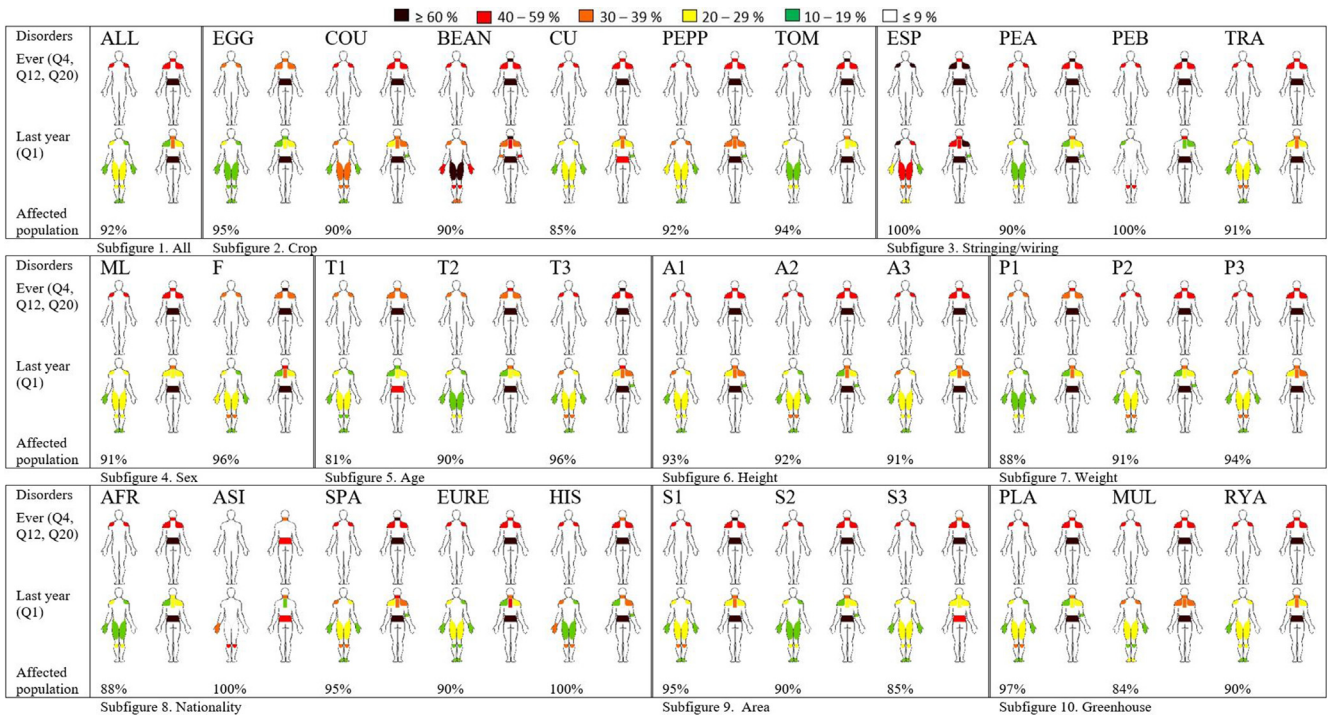 ≥ 60 % 40 – 59 % 30 – 39 % 20 – 29 % 10 – 19 % ≤ 9 %
Disorders ALL EGG COU BEAN CU PEPP TOM ESP PEA PEB TRA
Ever (Q4,
Q12, Q20)
Last year
(Q1)
Affected
population 92% 95% 90% 90% 85% 92% 94% 100% 90% 100% 91%
Subfigure 1. All Subfigure 2. Crop Subfigure 3. Stringing/wiring
Disorders ML F T1 T2 T3 A1 A2 A3 P1 P2 P3
Ever (Q4,
Q12, Q20)
Last year
(Q1)
Affected
population 91% 96% 81% 90% 96% 93% 92% 91% 88% 91% 94%
Subfigure 4. Sex Subfigure 5. Age Subfigure 6. Height Subfigure 7. Weight
Disorders AFR ASI SPA EURE HIS S1 S2 S3 PLA MUL RYA
Ever (Q4,
Q12, Q20)
Last year
(Q1)
Affected
population 88% 100% 95% 90% 100% 95% 90% 85% 97% 84% 90%
Subfigure 8. Nationality Subfigure 9. Area Subfigure 10. Greenhouse